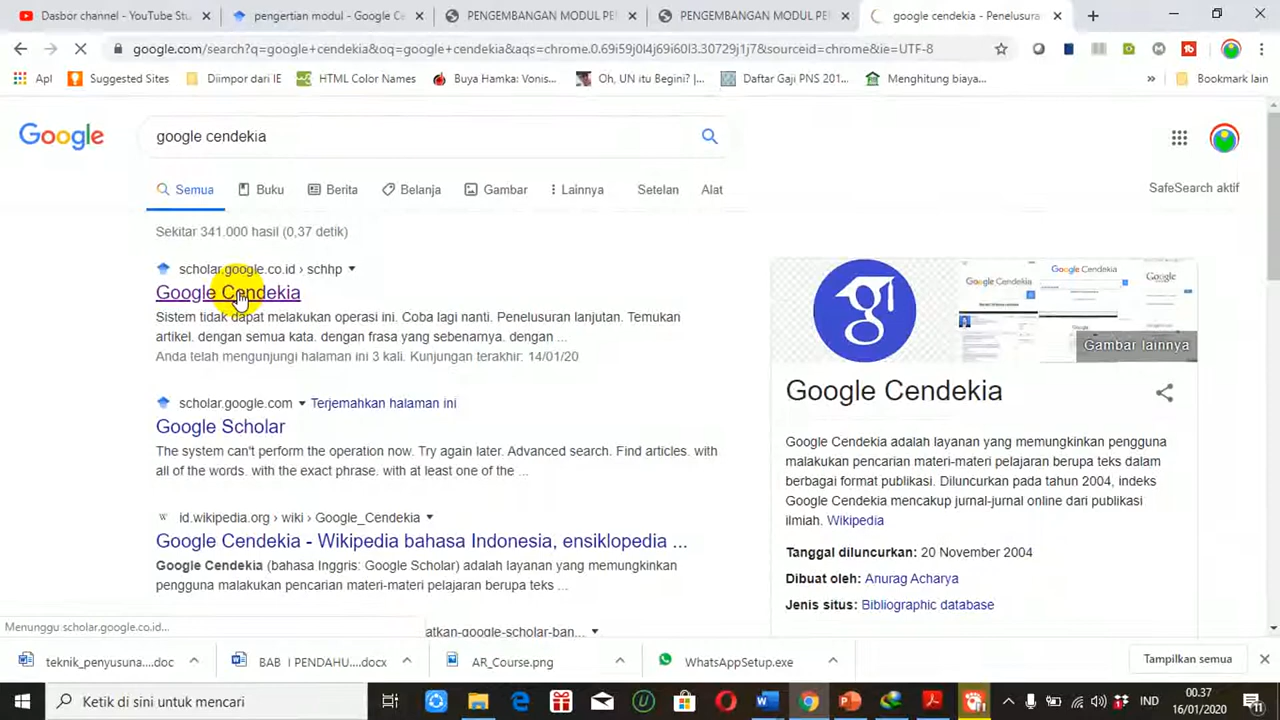 Dasbor channel - YouTube Stu
pengertian modul - Google Ce
PENGEMBANGAN MODUL PE
PENGEMBANGAN MODUL PE
google cendekia - Penelusura
google.com/search?q=google+cendekia&oq=google+cendekia&aqs=chrome.0.69i59j0l4j69i60l3.30729j1j7&sourceid=chrome&ie=UTF-8
Apl
Suggested Sites
Diimpor dari IE
HTML Color Names
Buya Hamka: Vonis...
Oh, UN itu Begini? |...
Daftar Gaji PNS 201...
Menghitung biaya...
»
Bookmark lain
Google
google cendekia
Semua
Buku
Berita
Belanja
Gambar
Lainnya
Setelan
Alat
SafeSearch aktif
Sekitar 341.000 hasil (0,37 detik)
scholar.google.co.id › schhp
Google Cendekia
Sistem tidak dapat melakukan operasi ini. Coba lagi nanti. Penelusuran lanjutan. Temukan
artikel. dengan semua kata. dengan frasa yang sebenarnya. dengan ...
Anda telah mengunjungi halaman ini 3 kali. Kunjungan terakhir: 14/01/20
scholar.google.com Terjemahkan halaman ini
Google Scholar
The system can't perform the operation now. Try again later. Advanced search. Find articles. with
all of the words. with the exact phrase. with at least one of the ...
id.wikipedia.org › wiki › Google_Cendekia
Google Cendekia - Wikipedia bahasa Indonesia, ensiklopedia ...
Google Cendekia (bahasa Inggris: Google Scholar) adalah layanan yang memungkinkan
pengguna melakukan pencarian materi-materi pelajaran berupa teks ...
atkan-google-scholar-ban...
Gambar lainnya
Google Cendekia
Google Cendekia adalah layanan yang memungkinkan pengguna
malakukan pencarian materi-materi pelajaran berupa teks dalam
berbagai format publikasi. Diluncurkan pada tahun 2004, indeks
Google Cendekia mencakup jurnal-jurnal online dari publikasi
ilmiah. Wikipedia
Tanggal diluncurkan: 20 November 2004
Dibuat oleh: Anurag Acharya
Jenis situs: Bibliographic database
Menunggu scholar.google.co.id...
teknik_penyusuna....doc
BAB I PENDAHU....docx
AR_Course.png
WhatsAppSetup.exe
Tampilkan semua
Ketik di sini untuk mencari
IND
00.37
16/01/2020